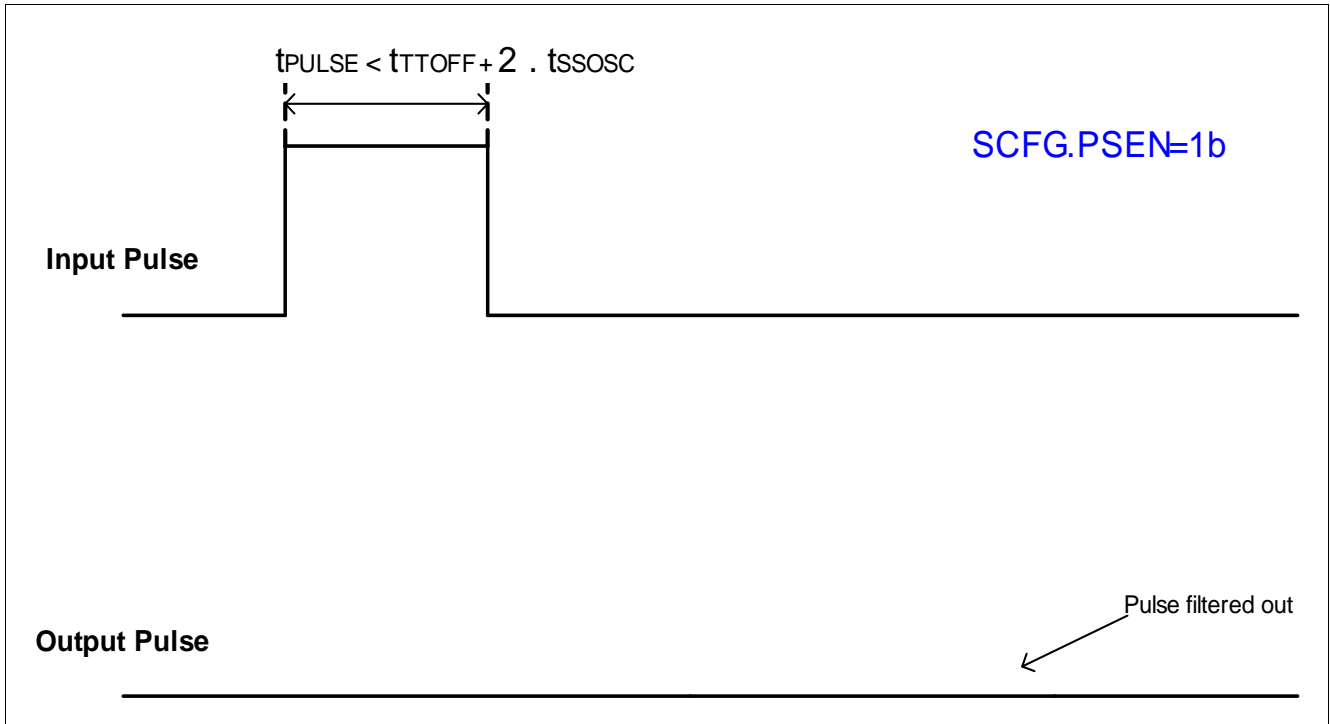 tPULSE < tTTOFF+ 2 . tSSOSC
SCFG.PSEN=1b
Input Pulse
Pulse filtered out
Output Pulse